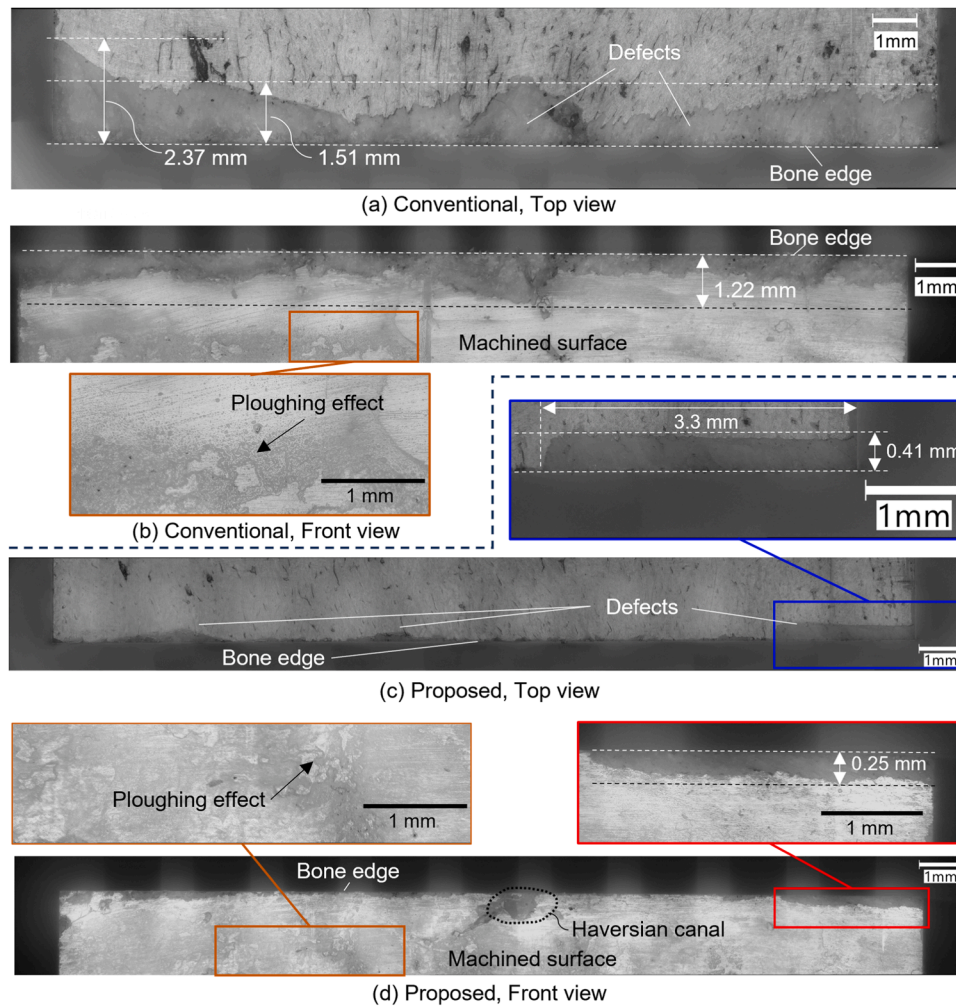 1mm
Defects
2.37 mm
1.51 mm
Bone edge
(a) Conventional, Top view
Bone edge
1mm
1.22 mm
Machined surface
Ploughing effect
1 mm
(b) Conventional, Front view
3.3 mm
0.41 mm
1mm
Defects
Bone edge
1mm
(c) Proposed, Top view
Ploughing effect
1 mm
0.25 mm
1 mm
Bone edge
1mm
Haversian canal
Machined surface
(d) Proposed, Front view